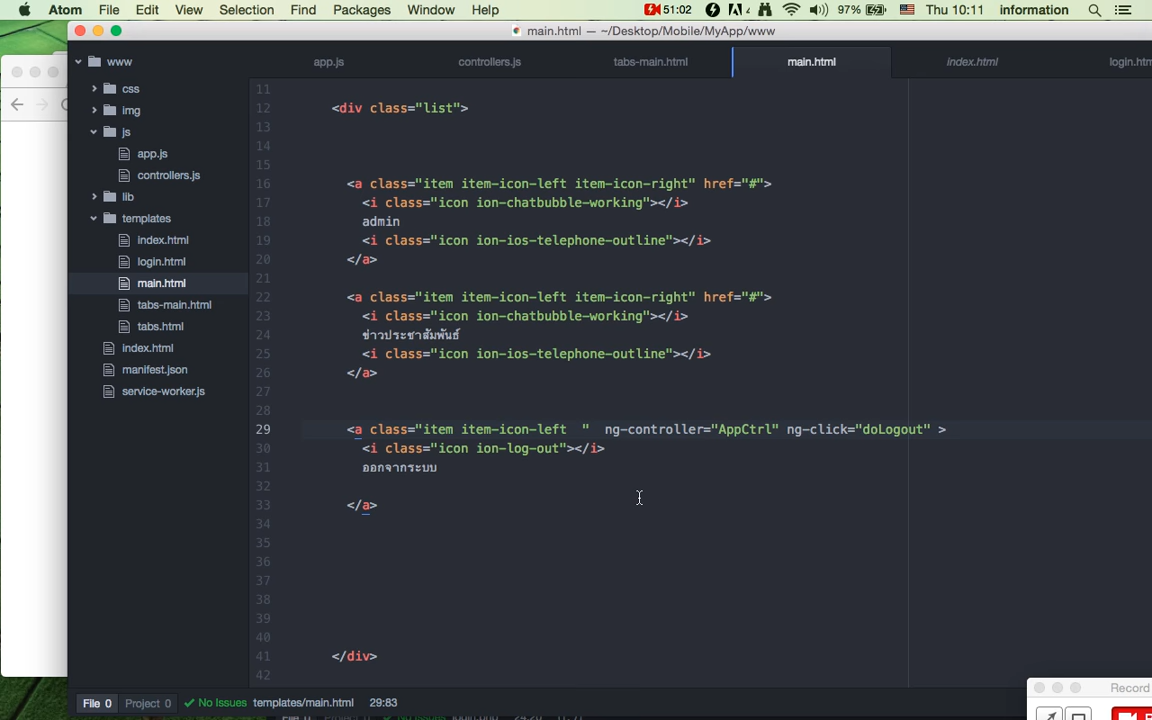 Atom File Edit View Selection Find Packages Window Help 51:02 4 97% Thu 10:11 information
main.html — ~/Desktop/Mobile/MyApp/www
www
app.js controllers.js tabs-main.html main.html index.html login.htm
css
img
js
app.js
controllers.js
lib
templates
index.html
login.html
main.html
tabs-main.html
tabs.html
index.html
manifest.json
service-worker.js
11
12 <div class="list">
13
14
15
16 <a class="item item-icon-left item-icon-right" href="#">
17 <i class="icon ion-chatbubble-working"></i>
18 admin
19 <i class="icon ion-ios-telephone-outline"></i>
20 </a>
21
22 <a class="item item-icon-left item-icon-right" href="#">
23 <i class="icon ion-chatbubble-working"></i>
24 ข่าวประชาสัมพันธ์
25 <i class="icon ion-ios-telephone-outline"></i>
26 </a>
27
28
29 <a class="item item-icon-left  "  ng-controller="AppCtrl" ng-click="doLogout" >
30 <i class="icon ion-log-out"></i>
31 ออกจากระบบ
32
33 </a>
34
35
36
37
38
39
40
41 </div>
42
File 0 Project 0 No Issues templates/main.html 29:83
Record